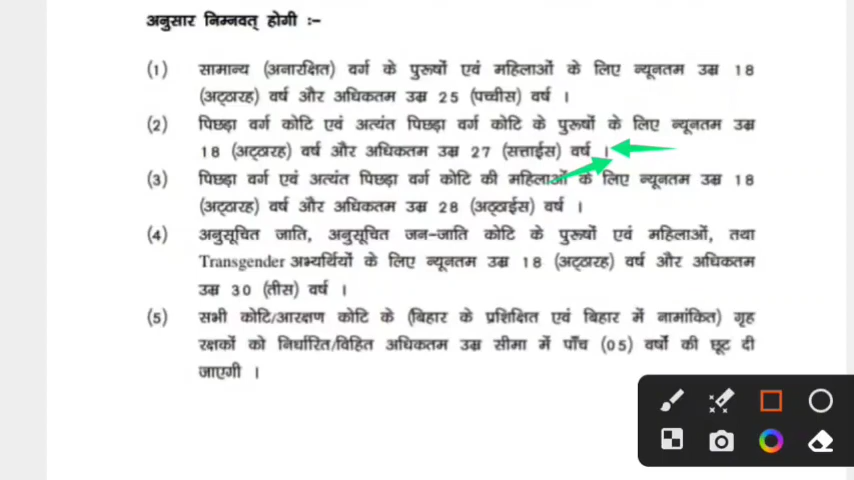 अनुसार निम्नवत् होगी :-
(1) सामान्य (अनारक्षित) वर्ग के पुरूषों एवं महिलाओं के लिए न्यूनतम उम्र 18
(अट्ठारह) वर्ष और अधिकतम उम्र 25 (पच्चीस) वर्ष ।
(2) पिछड़ा वर्ग कोटि एवं अत्यंत पिछड़ा वर्ग कोटि के पुरूषों के लिए न्यूनतम उम्र
18 (अट्ठारह) वर्ष और अधिकतम उम्र 27 (सत्ताईस) वर्ष ।
(3) पिछड़ा वर्ग एवं अत्यंत पिछड़ा वर्ग कोटि की महिलाओं के लिए न्यूनतम उम्र 18
(अट्ठारह) वर्ष और अधिकतम उम्र 28 (अट्ठाईस) वर्ष ।
(4) अनुसूचित जाति, अनुसूचित जन-जाति कोटि के पुरूषों एवं महिलाओं, तथा
Transgender अभ्यर्थियों के लिए न्यूनतम उम्र 18 (अट्ठारह) वर्ष और अधिकतम
उम्र 30 (तीस) वर्ष ।
(5) सभी कोटि/आरक्षण कोटि के (बिहार के प्रशिक्षित एवं बिहार में नामांकित) गृह
रक्षकों को निर्धारित/विहित अधिकतम उम्र सीमा में पाँच (05) वर्षों की छूट दी
जाएगी ।